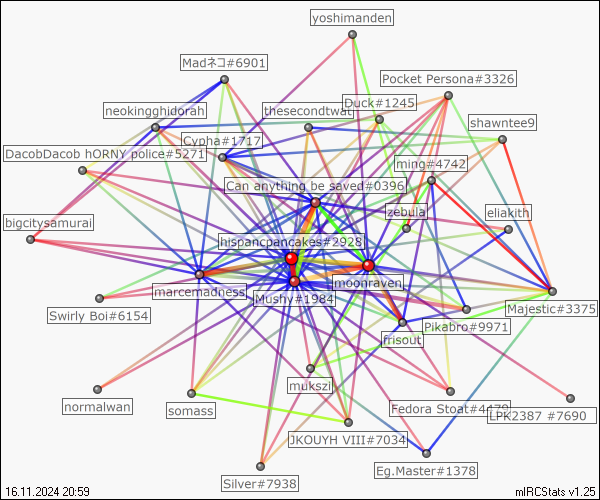 yoshimanden
Madネコ#6901
Pocket Persona#3326
neokingghidorah
thesecondtwat
Duck#1245
shawntee9
Cypha#1717
DacobDacob hORNY police#5271
ming#4742
Can anything be saved#0396
zebula
eliakith
bigcitysamurai
hispancpancakes#2928
moonraven
marcemadness
Mushy#1984
Majestic#3375
Swirly Boi#6154
Pikabro#9971
frisout
mukszi
normalwan
somass
Fedora Stoat#4479
LPK2387 #7690
JKOUYH VIII#7034
Eg.Master#1378
Silver#7938
16.11.2024 20:59
mIRCStats v1.25